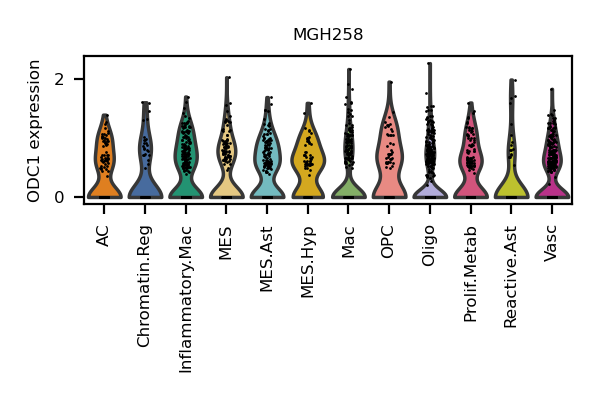 MGH258
ODC1 expression
2
0
AC
Chromatin.Reg
Inflammatory.Mac
MES
MES.Ast
MES.Hyp
Mac
OPC
Oligo
Prolif.Metab
Reactive.Ast
Vasc